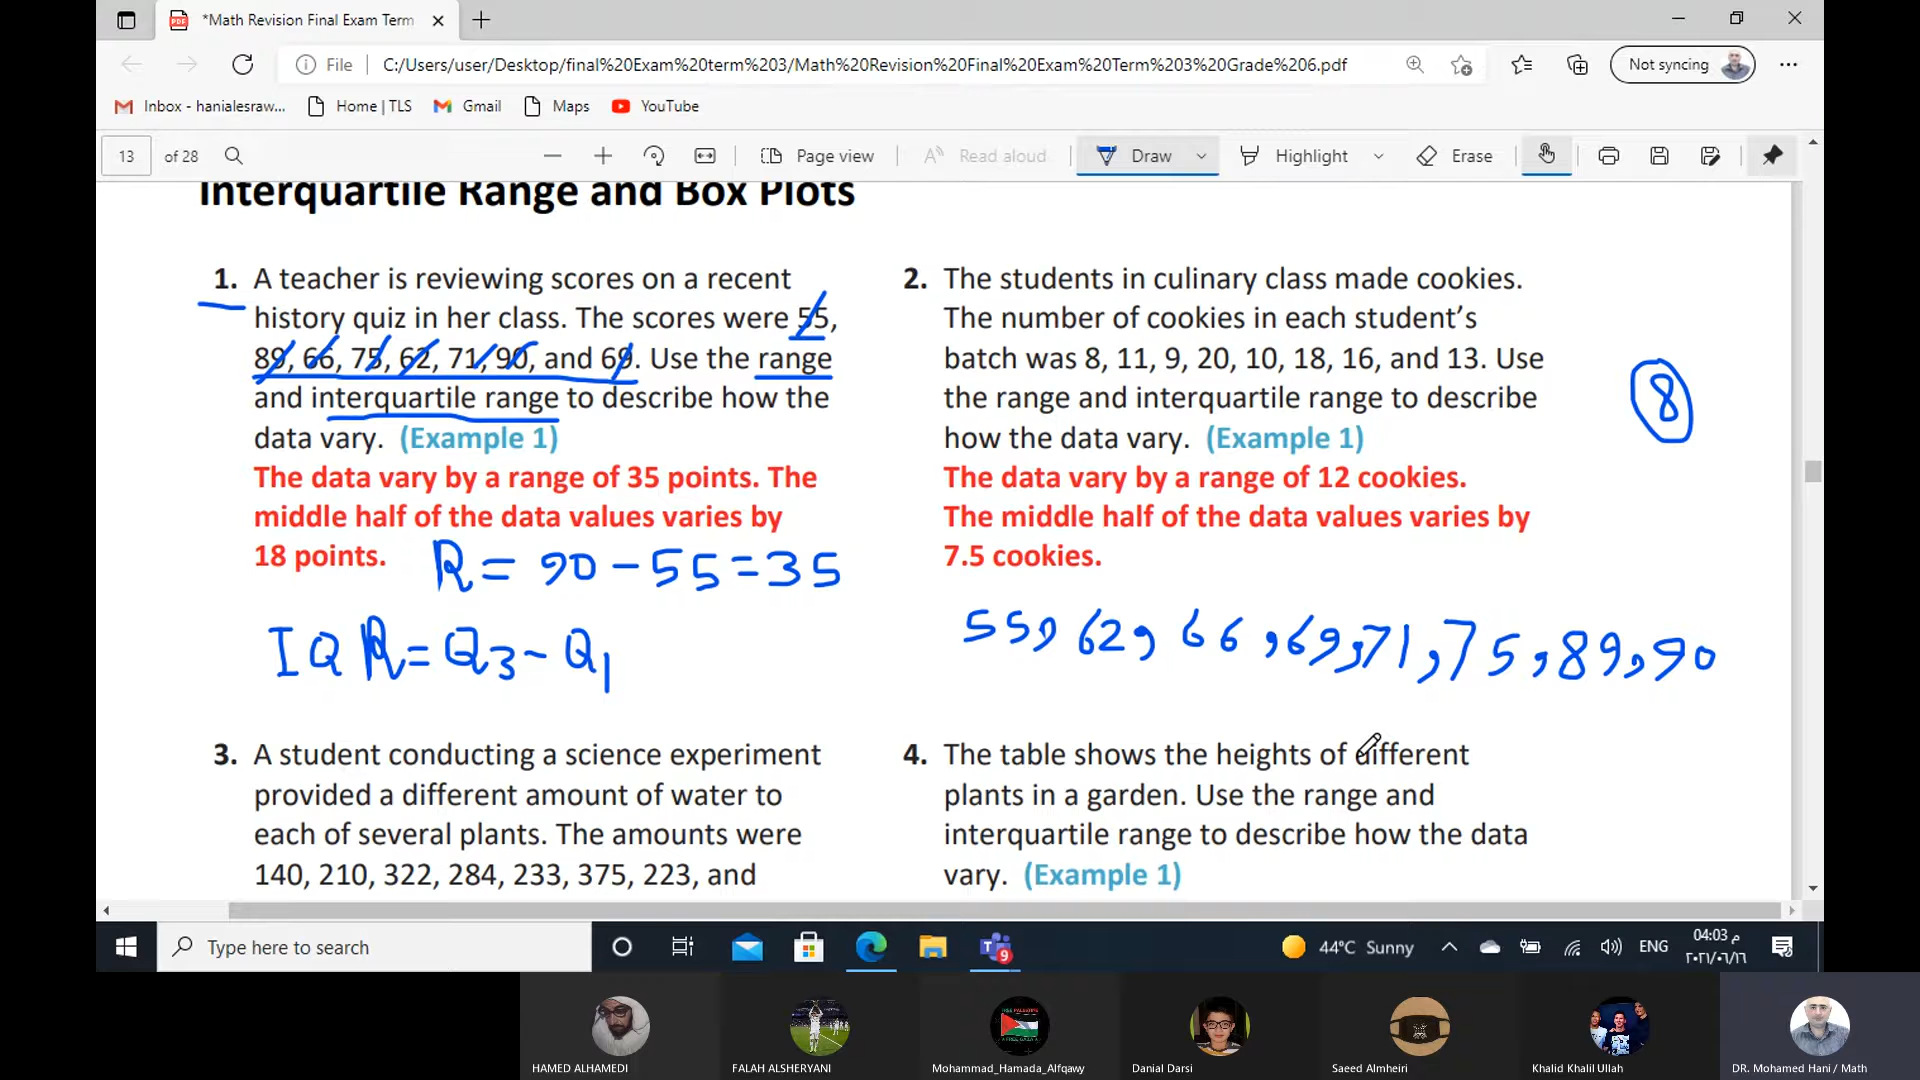 *Math Revision Final Exam Term
File C:/Users/user/Desktop/final%20Exam%20term%203/Math%20Revision%20Final%20Exam%20Term%203%20Grade%206.pdf Not syncing
Inbox - hanialesraw... Home | TLS Gmail Maps YouTube
13 of 28 Page view Read aloud Draw Highlight Erase
Interquartile Range and Box Plots
1. A teacher is reviewing scores on a recent
history quiz in her class. The scores were 55,
89, 66, 75, 62, 71, 90, and 69. Use the range
and interquartile range to describe how the
data vary. (Example 1)
The data vary by a range of 35 points. The
middle half of the data values varies by
18 points.
R = 90 - 55 = 35
IQR = Q3 - Q1
2. The students in culinary class made cookies.
The number of cookies in each student's
batch was 8, 11, 9, 20, 10, 18, 16, and 13. Use
the range and interquartile range to describe
how the data vary. (Example 1)
The data vary by a range of 12 cookies.
The middle half of the data values varies by
7.5 cookies.
8
55, 62, 66, 69, 71, 75, 89, 90
3. A student conducting a science experiment
provided a different amount of water to
each of several plants. The amounts were
140, 210, 322, 284, 233, 375, 223, and
4. The table shows the heights of different
plants in a garden. Use the range and
interquartile range to describe how the data
vary. (Example 1)
Type here to search
9
44°C Sunny ENG
04:03 م
٢٠٢١/٠٦/١٦
HAMED ALHAMEDI
FALAH ALSHERYANI
Mohammad_Hamada_Alfqawy
Danial Darsi
Saeed Almheiri
Khalid Khalil Ullah
DR. Mohamed Hani / Math